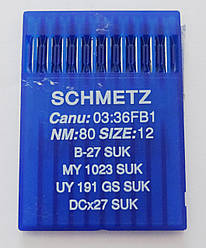 SCHMETZ
Canu: 03:36FB1
NM:80 SIZE:12
B-27 SUK
MY 1023 SUK
UY 191 GS SUK
DCx27 SUK